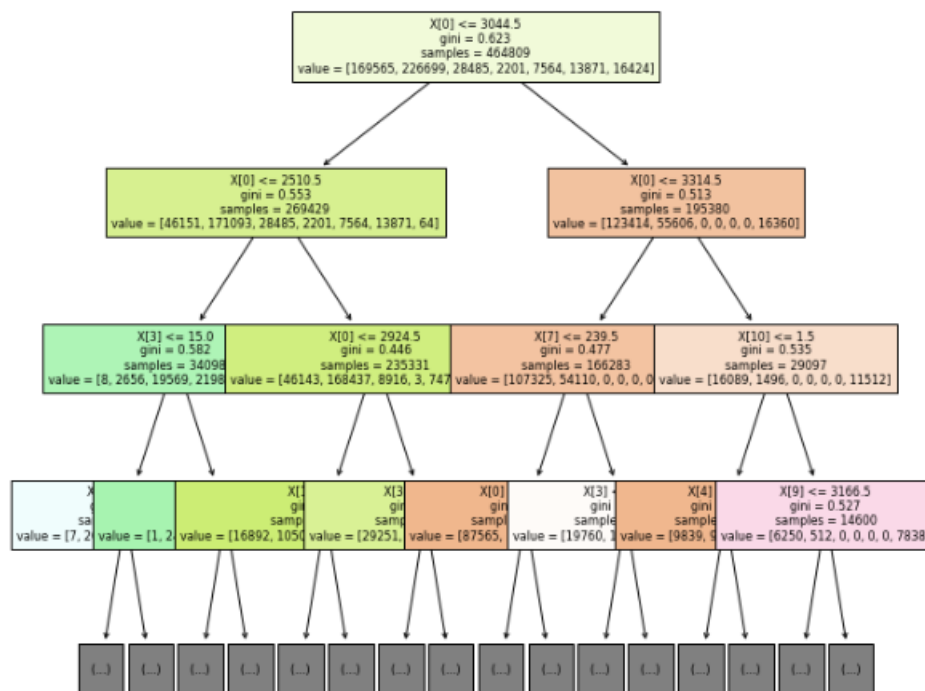 X[0] <= 3044.5
gini = 0.623
samples = 464809
value = [169565, 226699, 28485, 2201, 7564, 13871, 16424]
X[0] <= 2510.5
gini = 0.553
samples = 269429
value = [46151, 171093, 28485, 2201, 7564, 13871, 64]
X[0] <= 3314.5
gini = 0.513
samples = 195380
value = [123414, 55606, 0, 0, 0, 0, 16360]
X[3] <= 15.0
gini = 0.582
samples = 34098
value = [8, 2656, 19569, 2198
X[0] <= 2924.5
gini = 0.446
samples = 235331
value = [46143, 168437, 8916, 3, 747
X[7] <= 239.5
gini = 0.477
samples = 166283
value = [107325, 54110, 0, 0, 0, 0
X[10] <= 1.5
gini = 0.535
samples = 29097
value = [16089, 1496, 0, 0, 0, 0, 11512]
value = [7,
value = [1,
value = [16892,
X[3]
value = [29251,
X[0]
value = [87565,
X[3]
value = [19760,
X[4]
value = [9839,
X[9] <= 3166.5
gini = 0.527
samples = 14600
value = [6250, 512, 0, 0, 0, 0, 7838
(...) (...) (...) (...) (...) (...) (...) (...) (...) (...) (...) (...) (...) (...) (...) (...)